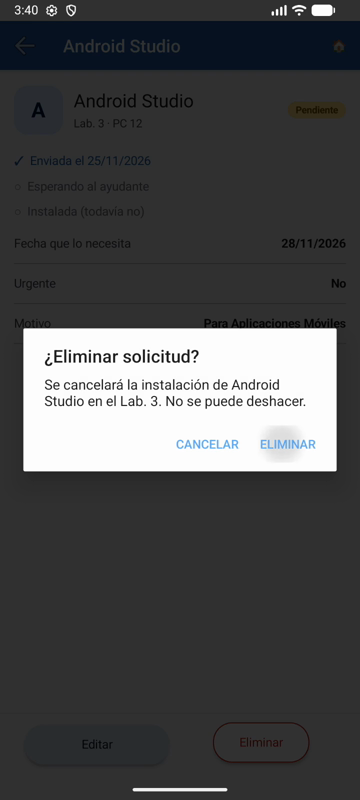 3:40
Android Studio
A
Android Studio
Lab. 3 · PC 12
Pendiente
✓ Enviada el 25/11/2026
○ Esperando al ayudante
○ Instalada (todavía no)
Fecha que lo necesita 28/11/2026
Urgente No
Motivo Para Aplicaciones Móviles
¿Eliminar solicitud?
Se cancelará la instalación de Android
Studio en el Lab. 3. No se puede deshacer.
CANCELAR ELIMINAR
Editar Eliminar